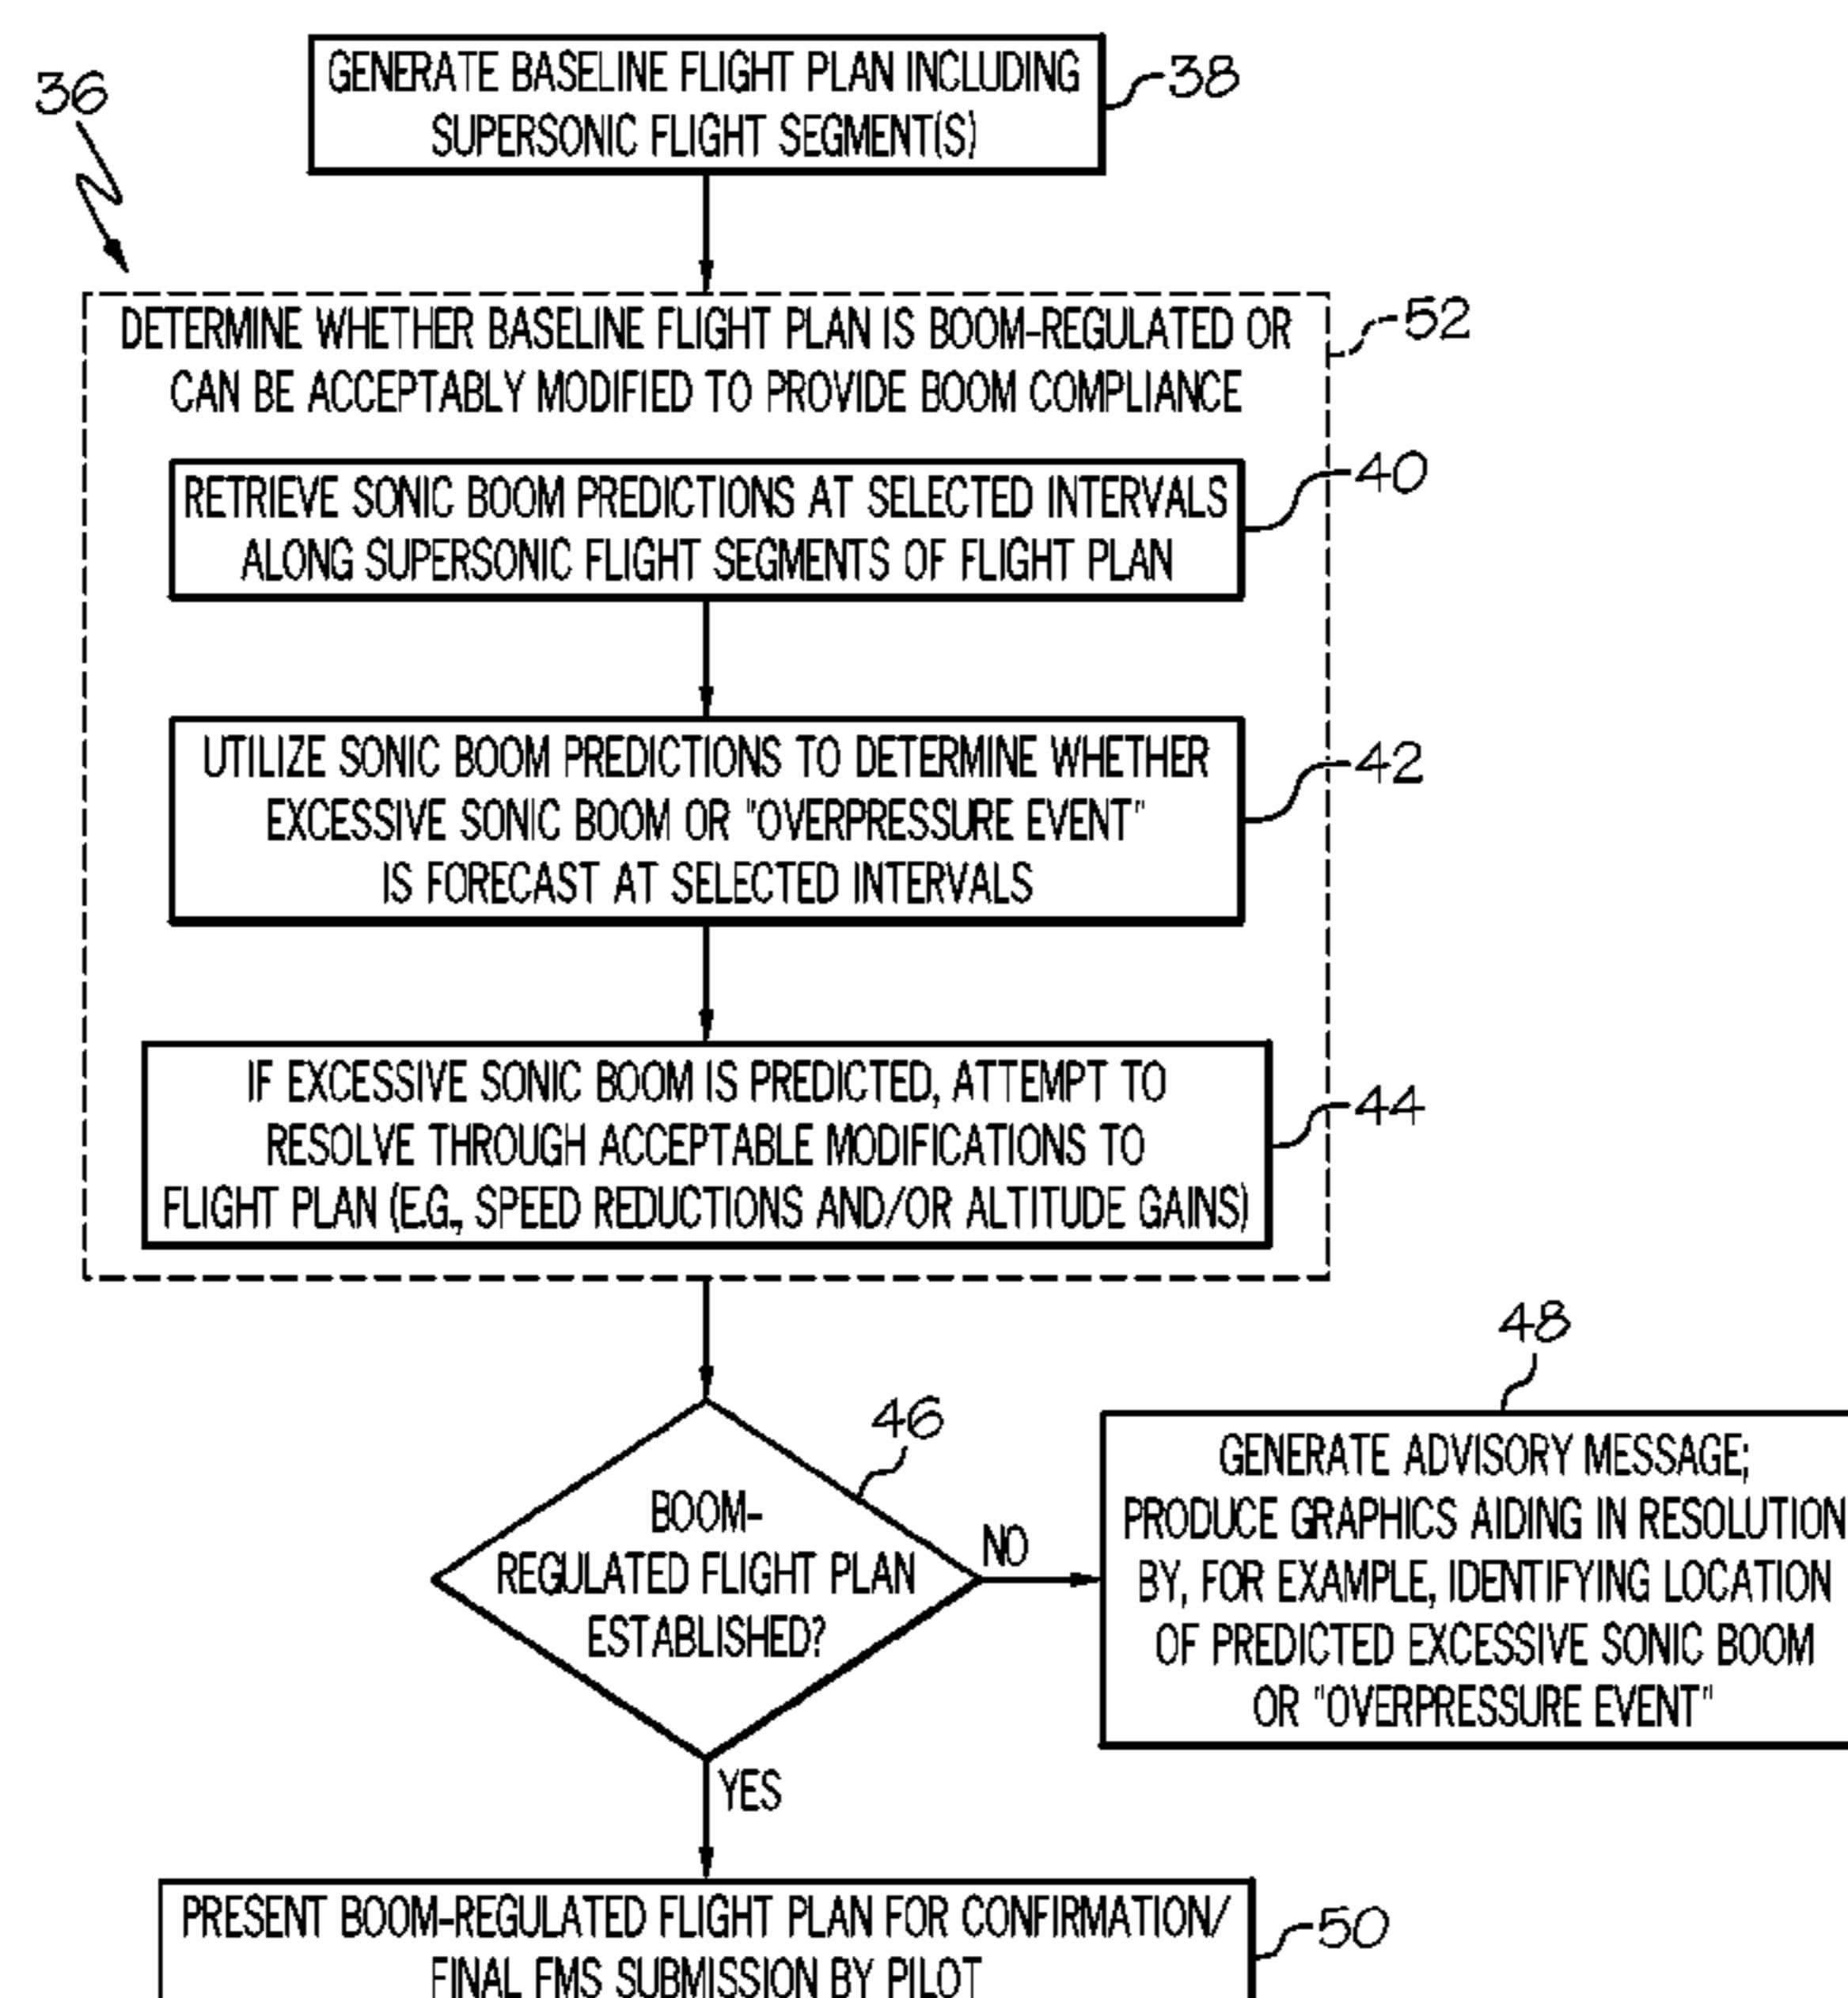 36
GENERATE BASELINE FLIGHT PLAN INCLUDING
SUPERSONIC FLIGHT SEGMENT(S)
38
DETERMINE WHETHER BASELINE FLIGHT PLAN IS BOOM-REGULATED OR
CAN BE ACCEPTABLY MODIFIED TO PROVIDE BOOM COMPLIANCE
52
RETRIEVE SONIC BOOM PREDICTIONS AT SELECTED INTERVALS
ALONG SUPERSONIC FLIGHT SEGMENTS OF FLIGHT PLAN
40
UTILIZE SONIC BOOM PREDICTIONS TO DETERMINE WHETHER
EXCESSIVE SONIC BOOM OR "OVERPRESSURE EVENT"
IS FORECAST AT SELECTED INTERVALS
42
IF EXCESSIVE SONIC BOOM IS PREDICTED, ATTEMPT TO
RESOLVE THROUGH ACCEPTABLE MODIFICATIONS TO
FLIGHT PLAN (E.G., SPEED REDUCTIONS AND/OR ALTITUDE GAINS)
44
46
BOOM-
REGULATED FLIGHT PLAN
ESTABLISHED?
NO
YES
48
GENERATE ADVISORY MESSAGE;
PRODUCE GRAPHICS AIDING IN RESOLUTION
BY, FOR EXAMPLE, IDENTIFYING LOCATION
OF PREDICTED EXCESSIVE SONIC BOOM
OR "OVERPRESSURE EVENT"
PRESENT BOOM-REGULATED FLIGHT PLAN FOR CONFIRMATION/
FINAL FMS SUBMISSION BY PILOT
50